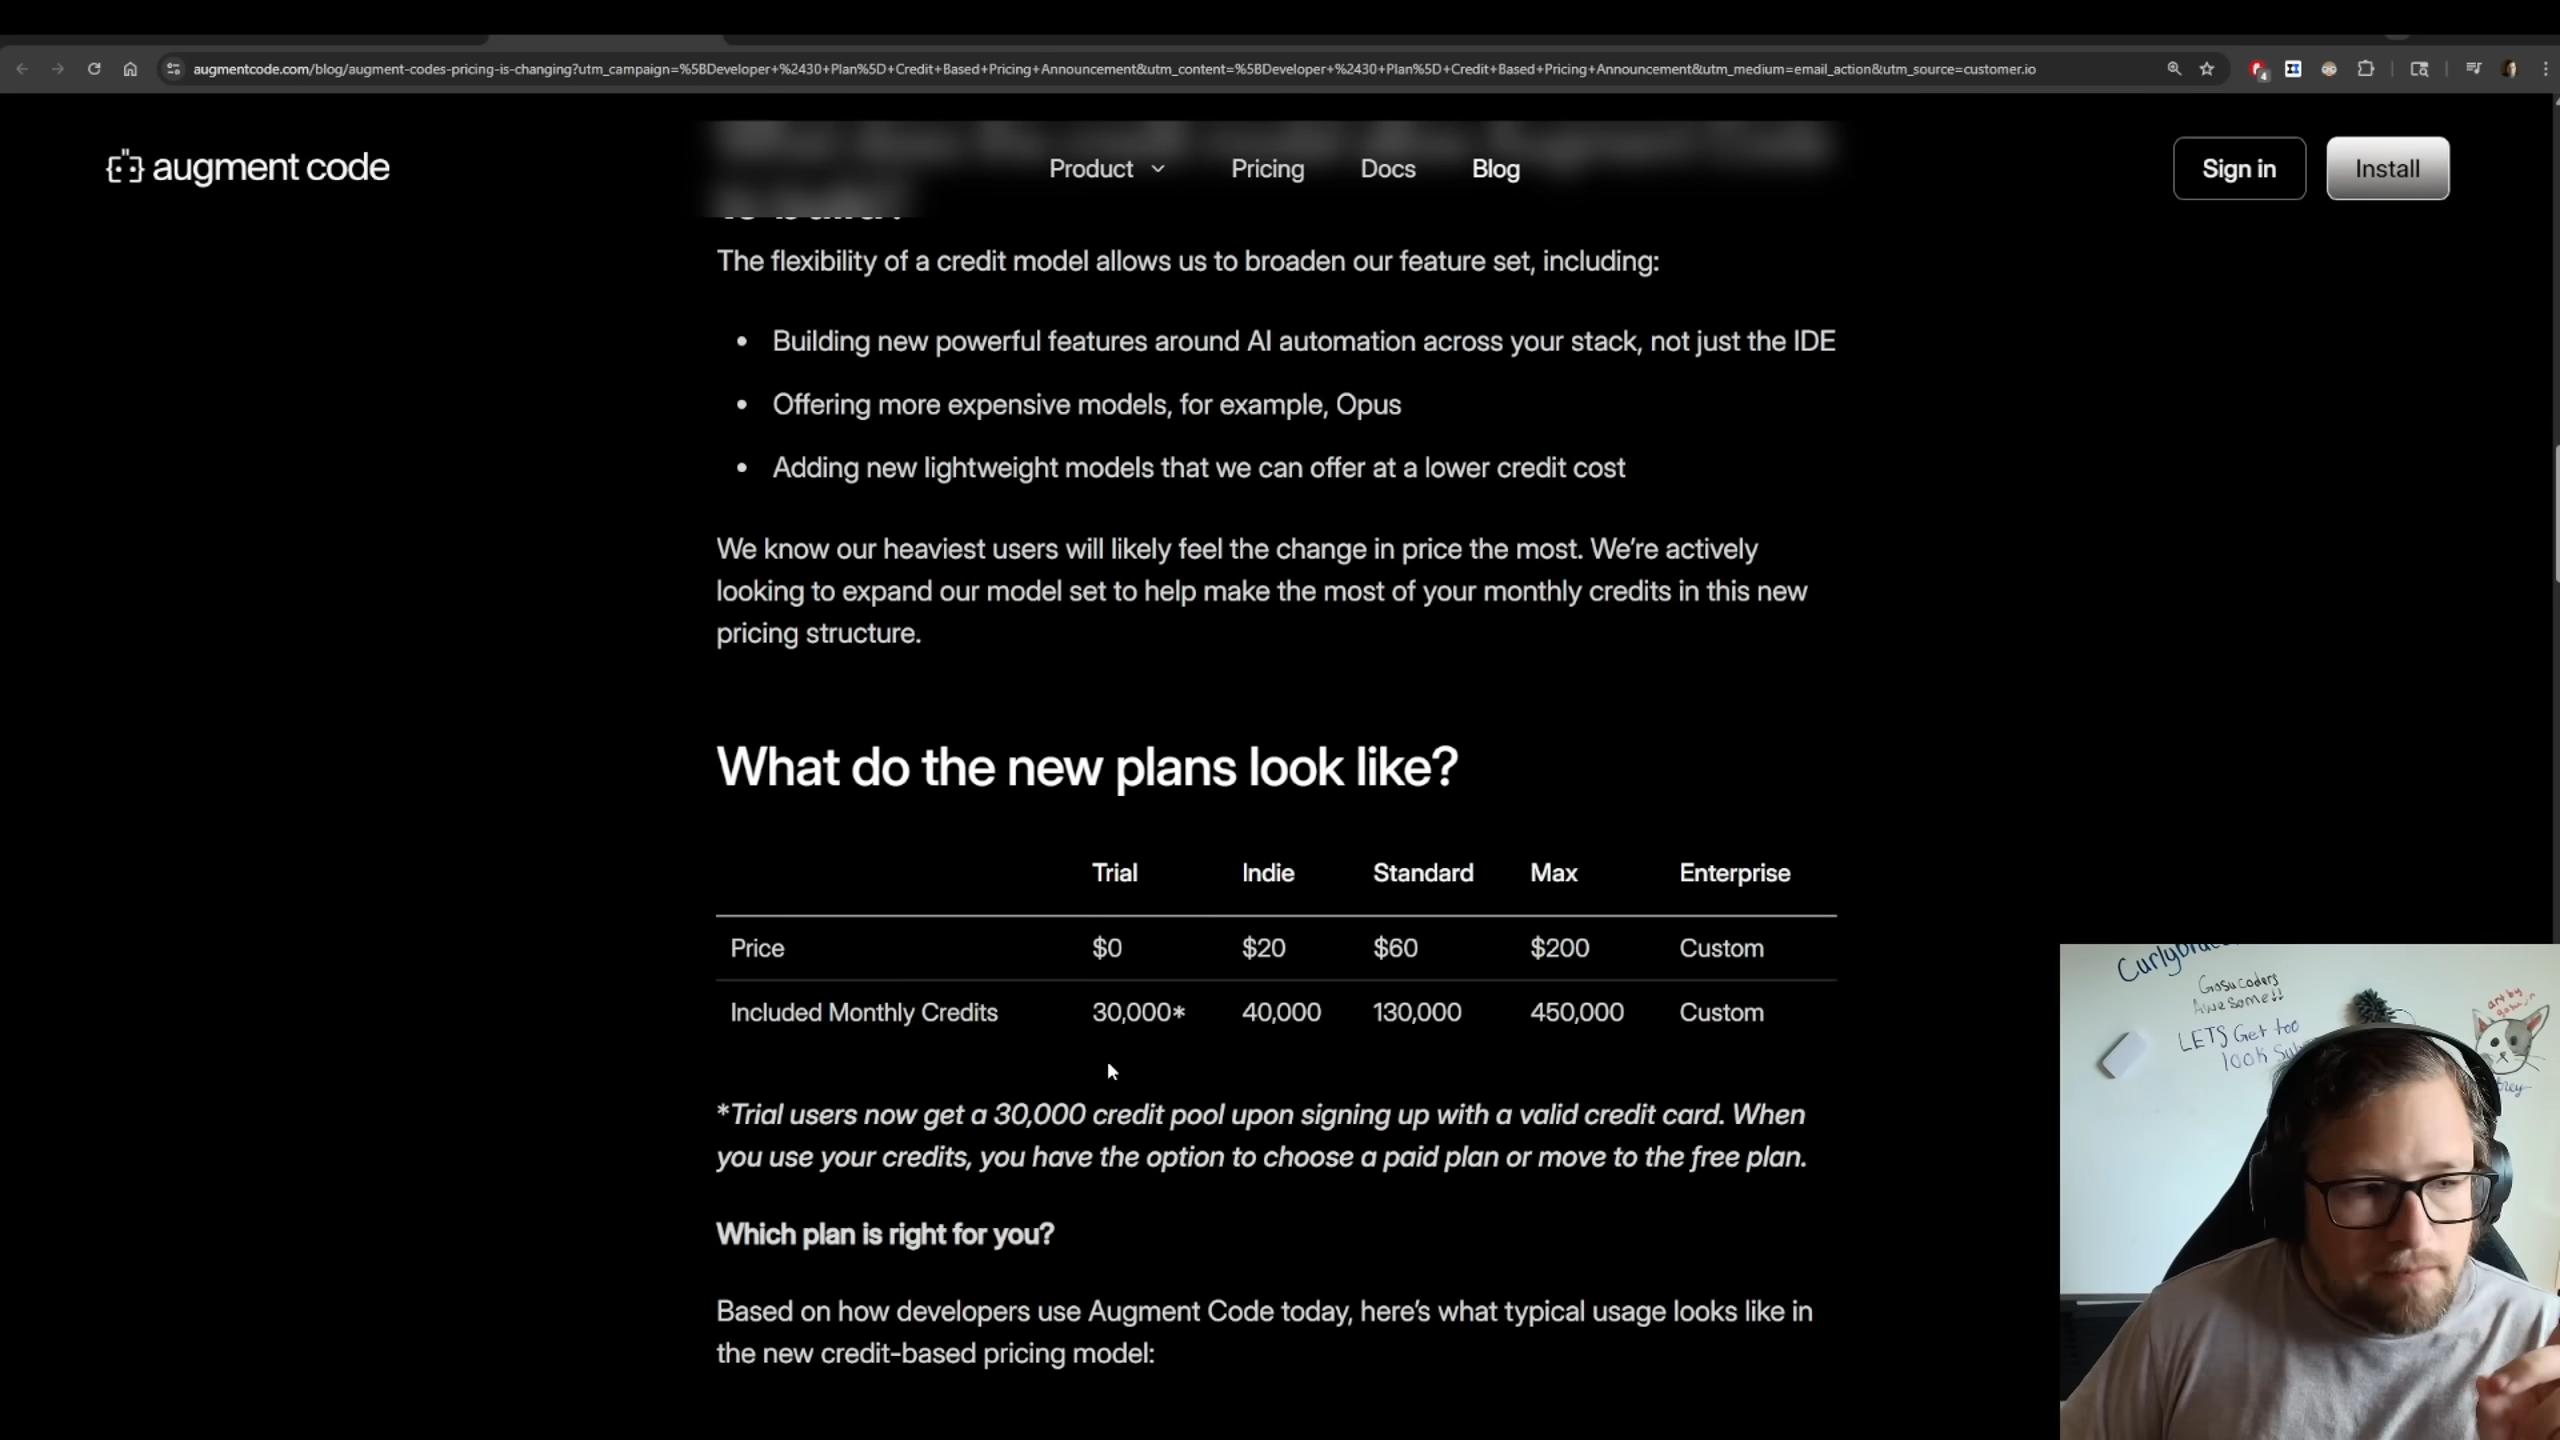 augmentcode.com/blog/augment-codes-pricing-is-changing?utm_campaign=%5BDeveloper+%2430+Plan%5D+Credit+Based+Pricing+Announcement&utm_content=%5BDeveloper+%2430+Plan%5D+Credit+Based+Pricing+Announcement&utm_medium=email_action&utm_source=customer.io
4
augment code
Product
Pricing
Docs
Blog
Sign in
Install
The flexibility of a credit model allows us to broaden our feature set, including:
• Building new powerful features around AI automation across your stack, not just the IDE
• Offering more expensive models, for example, Opus
• Adding new lightweight models that we can offer at a lower credit cost
We know our heaviest users will likely feel the change in price the most. We’re actively
looking to expand our model set to help make the most of your monthly credits in this new
pricing structure.
What do the new plans look like?
Trial Indie Standard Max Enterprise
Price $0 $20 $60 $200 Custom
Included Monthly Credits 30,000* 40,000 130,000 450,000 Custom
*Trial users now get a 30,000 credit pool upon signing up with a valid credit card. When
you use your credits, you have the option to choose a paid plan or move to the free plan.
Which plan is right for you?
Based on how developers use Augment Code today, here’s what typical usage looks like in
the new credit-based pricing model:
Gosucoders
Awesome!!
LETS Get too
100K
art by